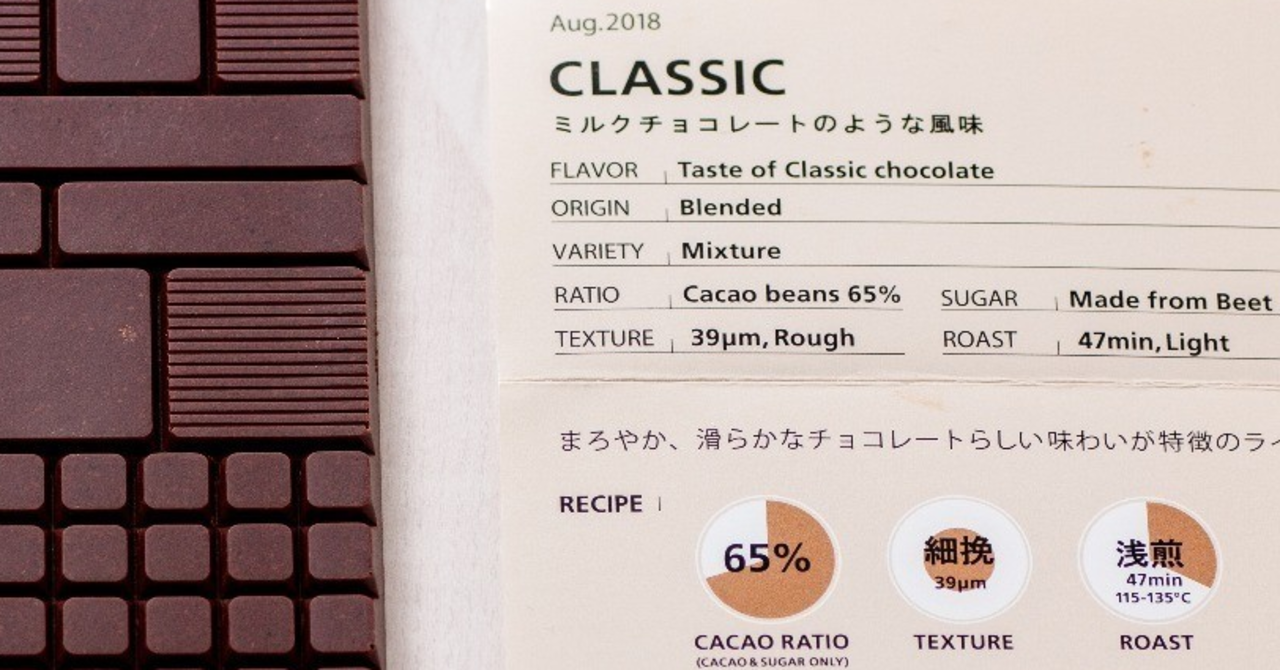 Aug.2018
CLASSIC
ミルクチョコレートのような風味
FLAVOR Taste of Classic chocolate
ORIGIN Blended
VARIETY Mixture
RATIO Cacao beans 65% SUGAR Made from Beet
TEXTURE 39μm, Rough ROAST 47min, Light
まろやか、滑らかなチョコレートらしい味わいが特徴のラ
RECIPE
65% 細挽 浅煎
39μm 47min
115-135°C
CACAO RATIO TEXTURE ROAST
(CACAO & SUGAR ONLY)